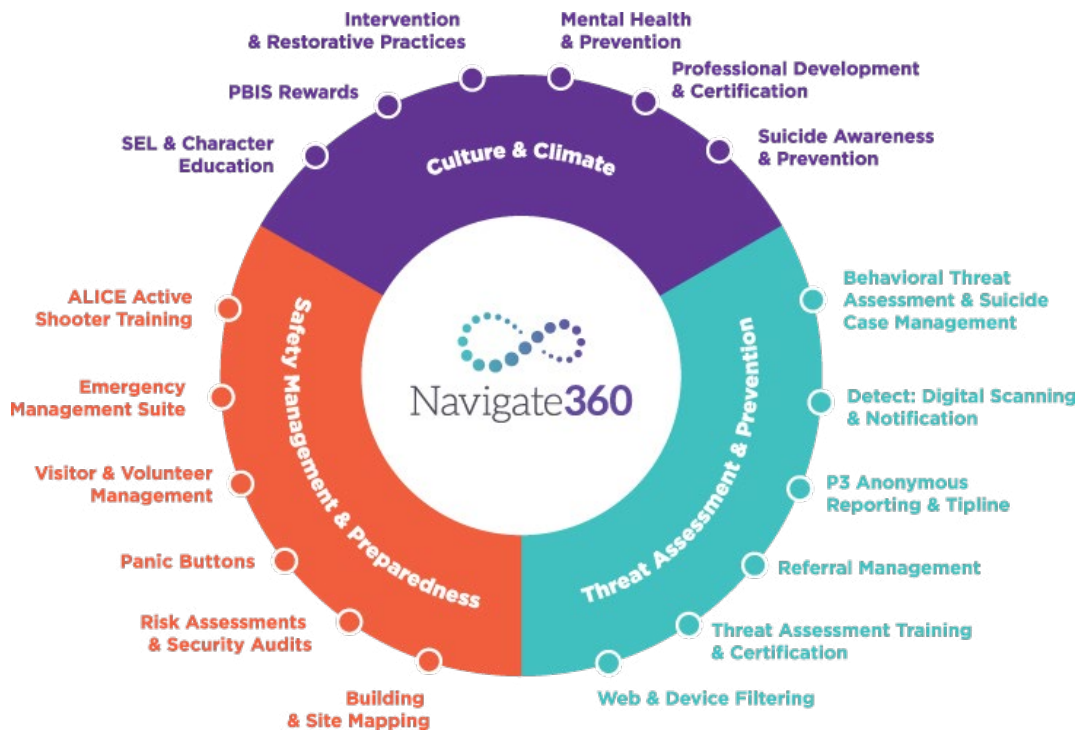 Intervention
& Restorative Practices
Mental Health
& Prevention
PBIS Rewards
Professional Development
& Certification
SEL & Character
Education
Suicide Awareness
& Prevention
Culture & Climate
ALICE Active
Shooter Training
Emergency
Management Suite
Visitor & Volunteer
Management
Panic Buttons
Risk Assessments
& Security Audits
Building
& Site Mapping
Safety Management & Preparedness
Navigate360
Threat Assessment & Prevention
Behavioral Threat
Assessment & Suicide
Case Management
Detect: Digital Scanning
& Notification
P3 Anonymous
Reporting & Tipline
Referral Management
Threat Assessment Training
& Certification
Web & Device Filtering